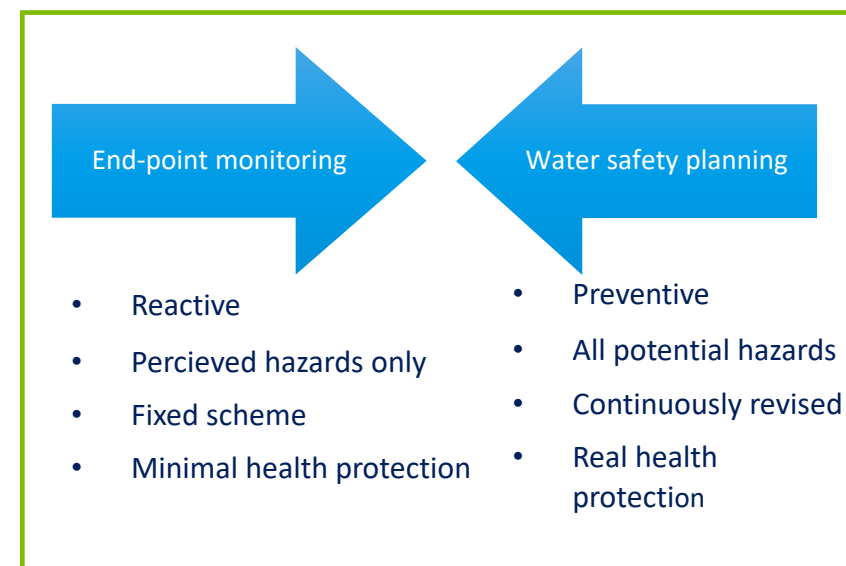 End-point monitoring
Water safety planning
• Reactive
• Percieved hazards only
• Fixed scheme
• Minimal health protection
• Preventive
• All potential hazards
• Continuously revised
• Real health
protection